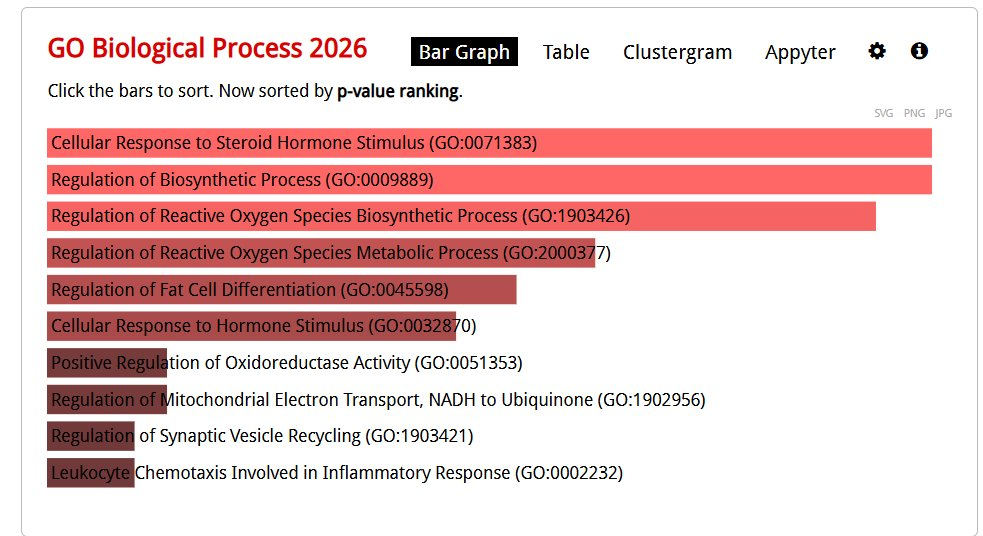 GO Biological Process 2026
Bar Graph Table Clustergram Appyter
Click the bars to sort. Now sorted by p-value ranking.
SVG PNG JPG
Cellular Response to Steroid Hormone Stimulus (GO:0071383)
Regulation of Biosynthetic Process (GO:0009889)
Regulation of Reactive Oxygen Species Biosynthetic Process (GO:1903426)
Regulation of Reactive Oxygen Species Metabolic Process (GO:2000377)
Regulation of Fat Cell Differentiation (GO:0045598)
Cellular Response to Hormone Stimulus (GO:0032870)
Positive Regulation of Oxidoreductase Activity (GO:0051353)
Regulation of Mitochondrial Electron Transport, NADH to Ubiquinone (GO:1902956)
Regulation of Synaptic Vesicle Recycling (GO:1903421)
Leukocyte Chemotaxis Involved in Inflammatory Response (GO:0002232)